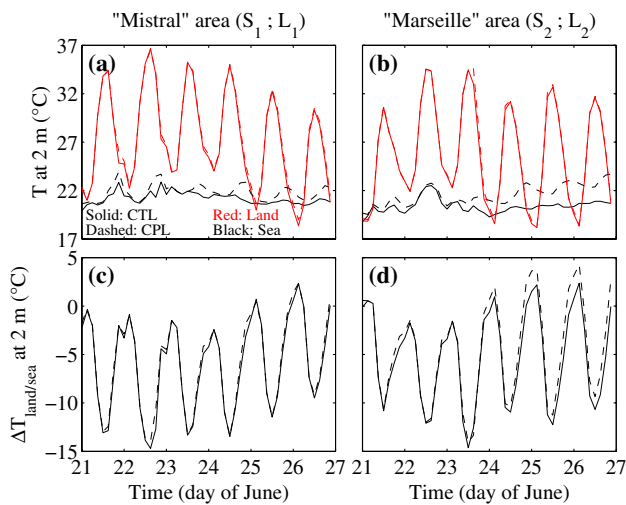 "Mistral" area (S1 ; L1)
"Marseille" area (S2 ; L2)
T at 2 m (°C)
37
32
27
22
17
(a)
(b)
Solid: CTL
Dashed: CPL
Red: Land
Black: Sea
ΔTland/sea at 2 m (°C)
5
0
−5
−10
−15
(c)
(d)
21 22 23 24 25 26 27
21 22 23 24 25 26 27
Time (day of June)
Time (day of June)